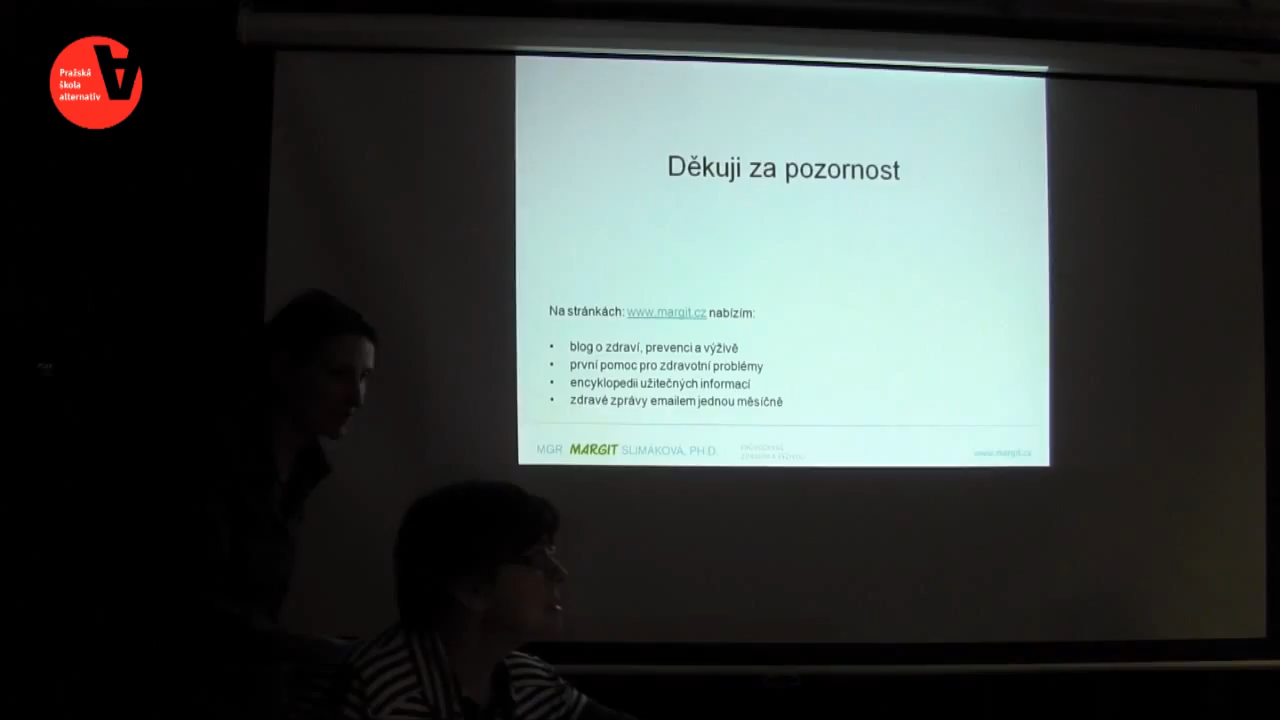 Pražská
škola
alternativ
Děkuji za pozornost
Na stránkách: www.margit.cz nabízím:
• blog o zdraví, prevenci a výživě
• první pomoc pro zdravotní problémy
• encyklopedii užitečných informací
• zdravé zprávy emailem jednou měsíčně
MGR MARGIT SLIMÁKOVÁ, PH.D.
www.margit.cz